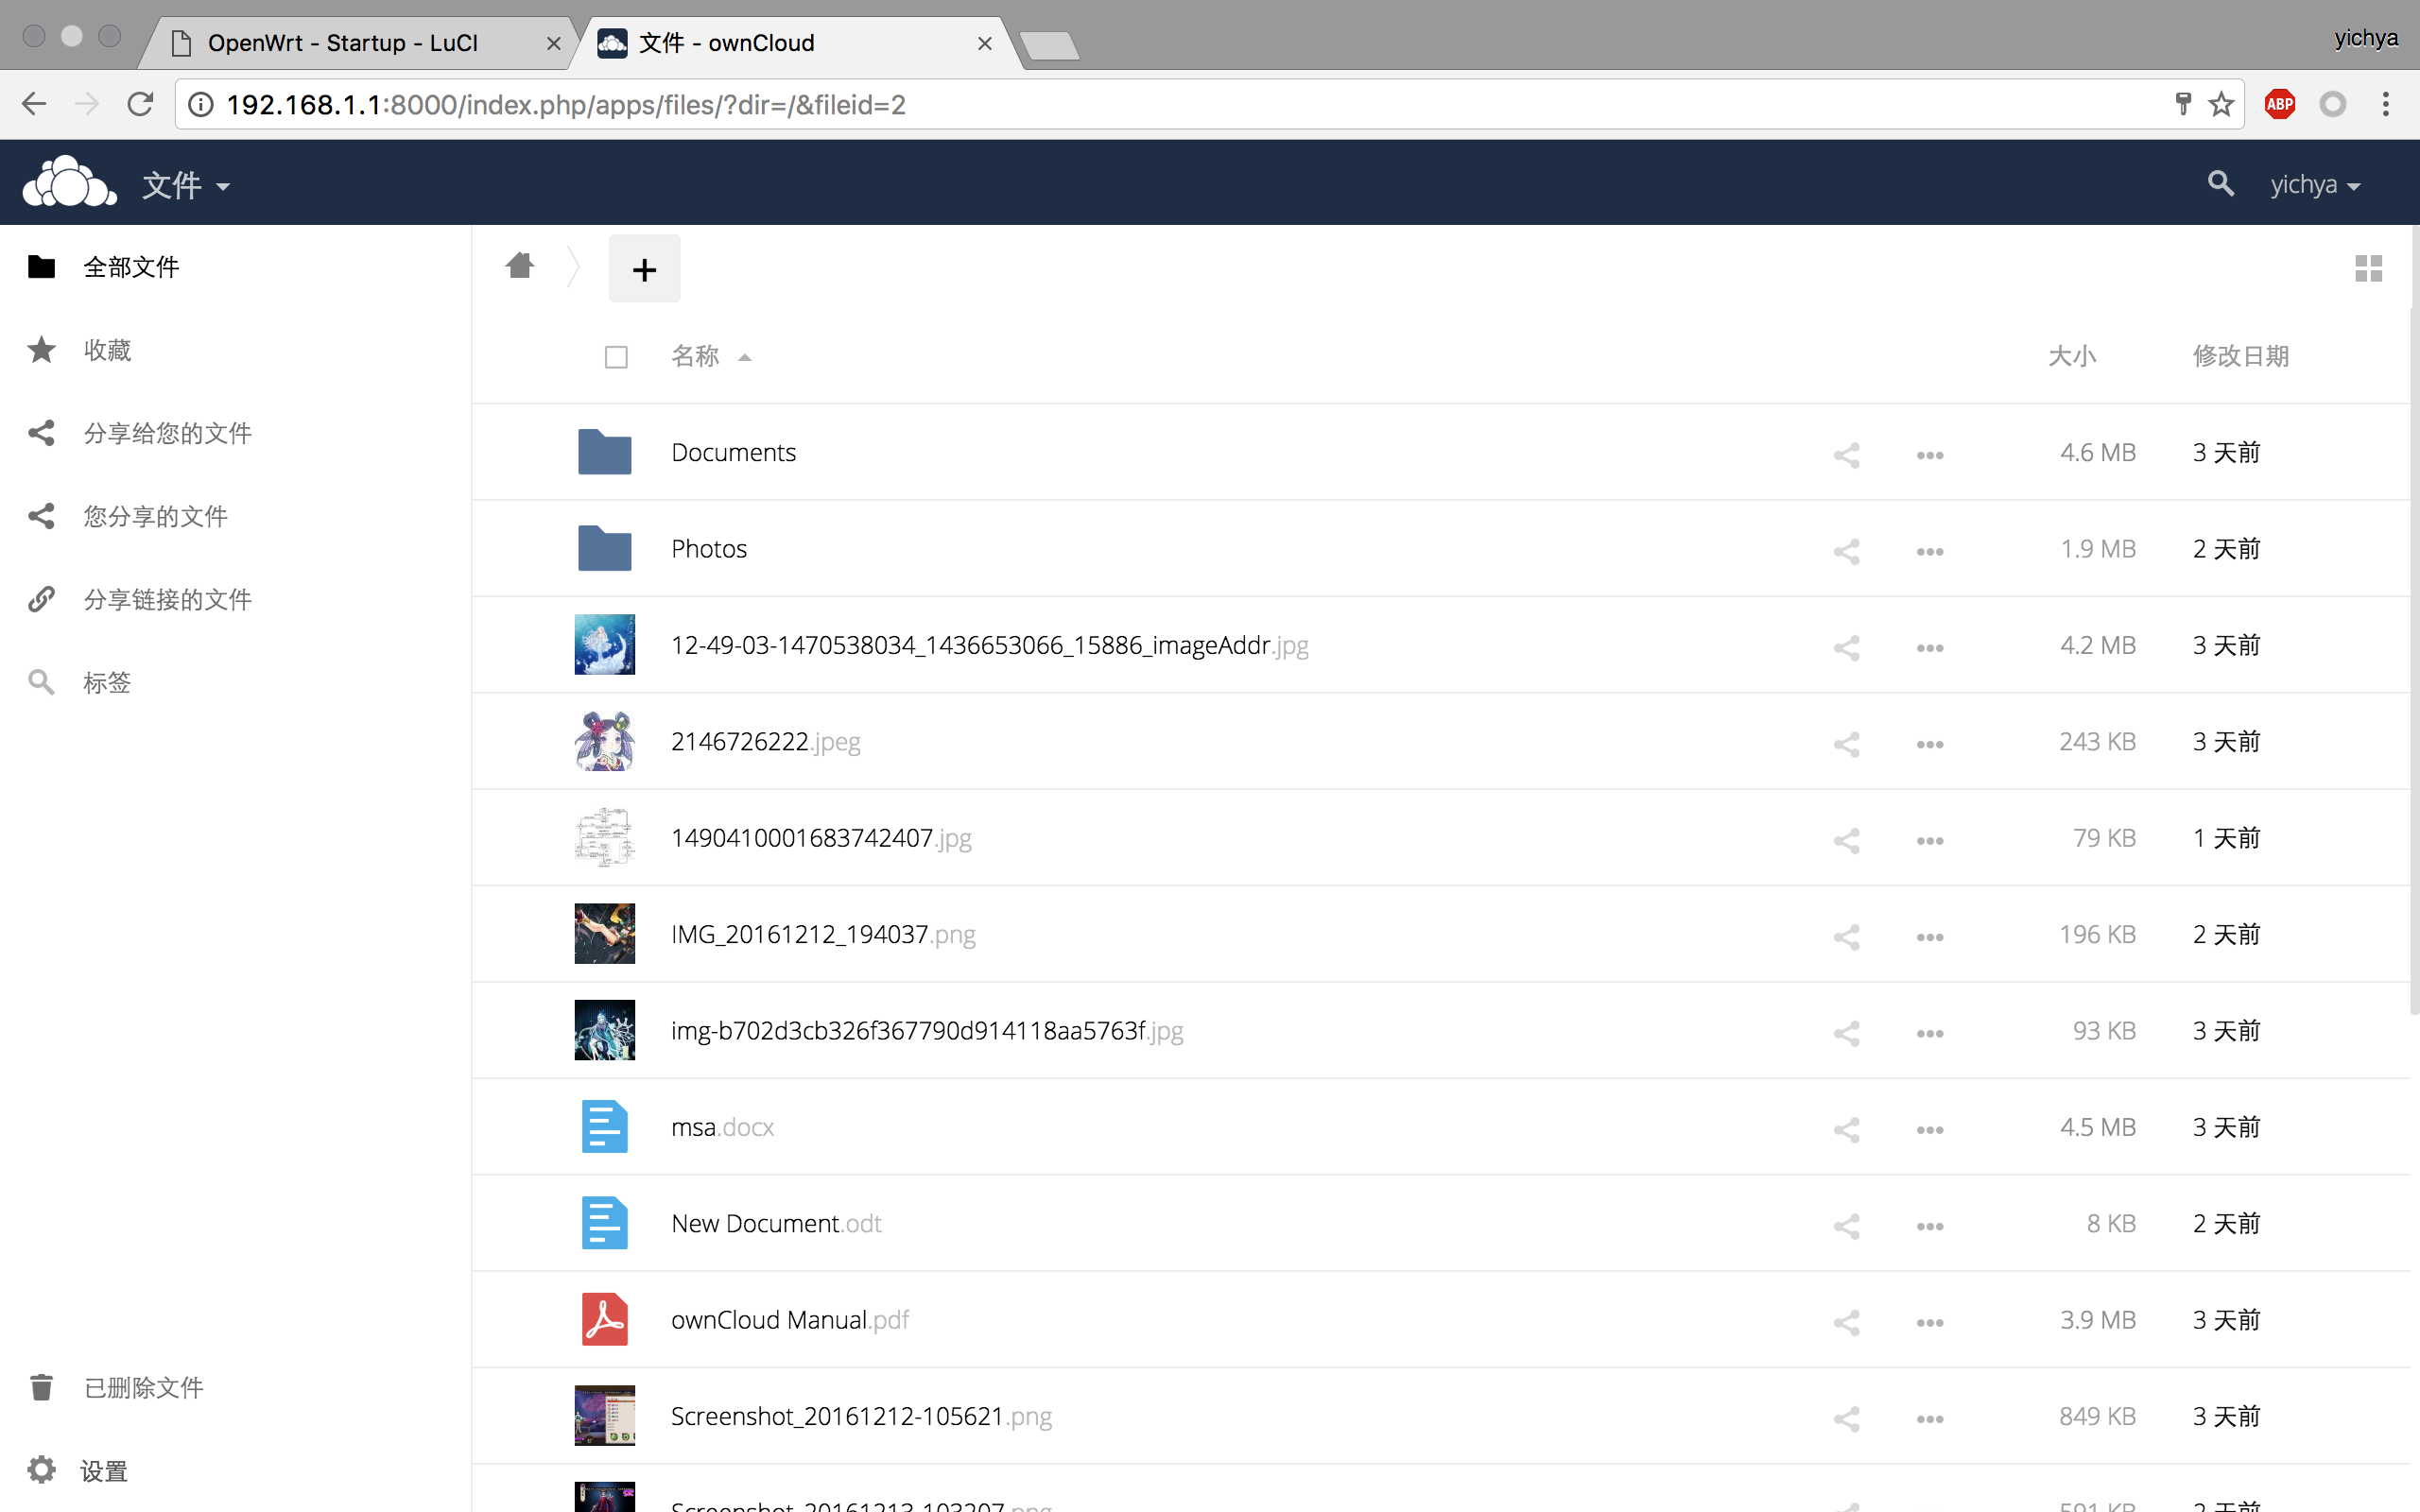 OpenWrt - Startup - LuCI
文件 - ownCloud
yichya
192.168.1.1:8000/index.php/apps/files/?dir=/&fileid=2
ABP
文件
yichya
全部文件
收藏
分享给您的文件
您分享的文件
分享链接的文件
标签
已删除文件
设置
名称 大小 修改日期
Documents 4.6 MB 3 天前
Photos 1.9 MB 2 天前
12-49-03-1470538034_1436653066_15886_imageAddr.jpg 4.2 MB 3 天前
2146726222.jpeg 243 KB 3 天前
1490410001683742407.jpg 79 KB 1 天前
IMG_20161212_194037.png 196 KB 2 天前
img-b702d3cb326f367790d914118aa5763f.jpg 93 KB 3 天前
msa.docx 4.5 MB 3 天前
New Document.odt 8 KB 2 天前
ownCloud Manual.pdf 3.9 MB 3 天前
Screenshot_20161212-105621.png 849 KB 3 天前
Screenshot_20161213-103207.png 591 KB 2 天前